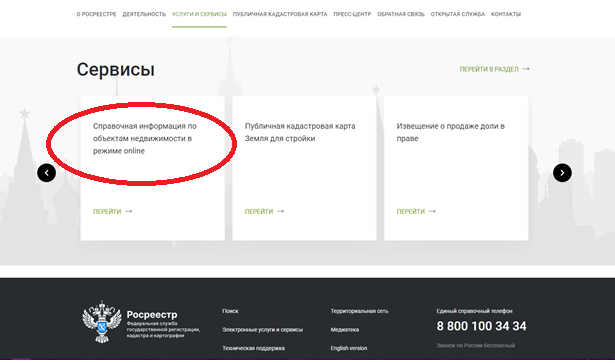 О РОСРЕЕСТРЕ ДЕЯТЕЛЬНОСТЬ УСЛУГИ И СЕРВИСЫ ПУБЛИЧНАЯ КАДАСТРОВАЯ КАРТА ПРЕСС-ЦЕНТР ОБРАТНАЯ СВЯЗЬ ОТКРЫТАЯ СЛУЖБА КОНТАКТЫ
Сервисы
ПЕРЕЙТИ В РАЗДЕЛ
Справочная информация по
объектам недвижимости в
режиме online
ПЕРЕЙТИ
Публичная кадастровая карта
Земля для стройки
ПЕРЕЙТИ
Извещение о продаже доли в
праве
ПЕРЕЙТИ
Росреестр
Федеральная служба
государственной регистрации,
кадастра и картографии
Поиск
Электронные услуги и сервисы
Техническая поддержка
Территориальная сеть
Медиатека
English version
Единый справочный телефон
8 800 100 34 34
Звонок по России бесплатный